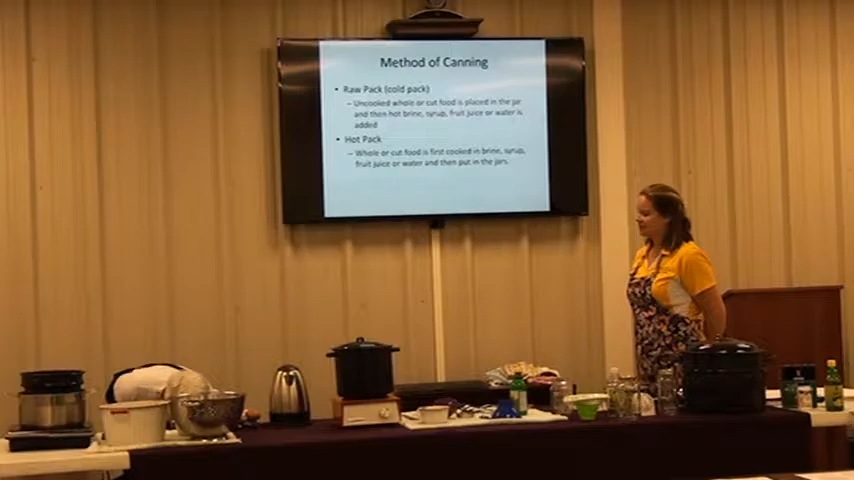 Method of Canning
• Raw Pack (cold pack)
– Uncooked whole or cut food is placed in the jar
and then hot brine, syrup, fruit juice or water is
added
• Hot Pack
– Whole or cut food is first cooked in brine, syrup,
fruit juice or water and then put in the jars.